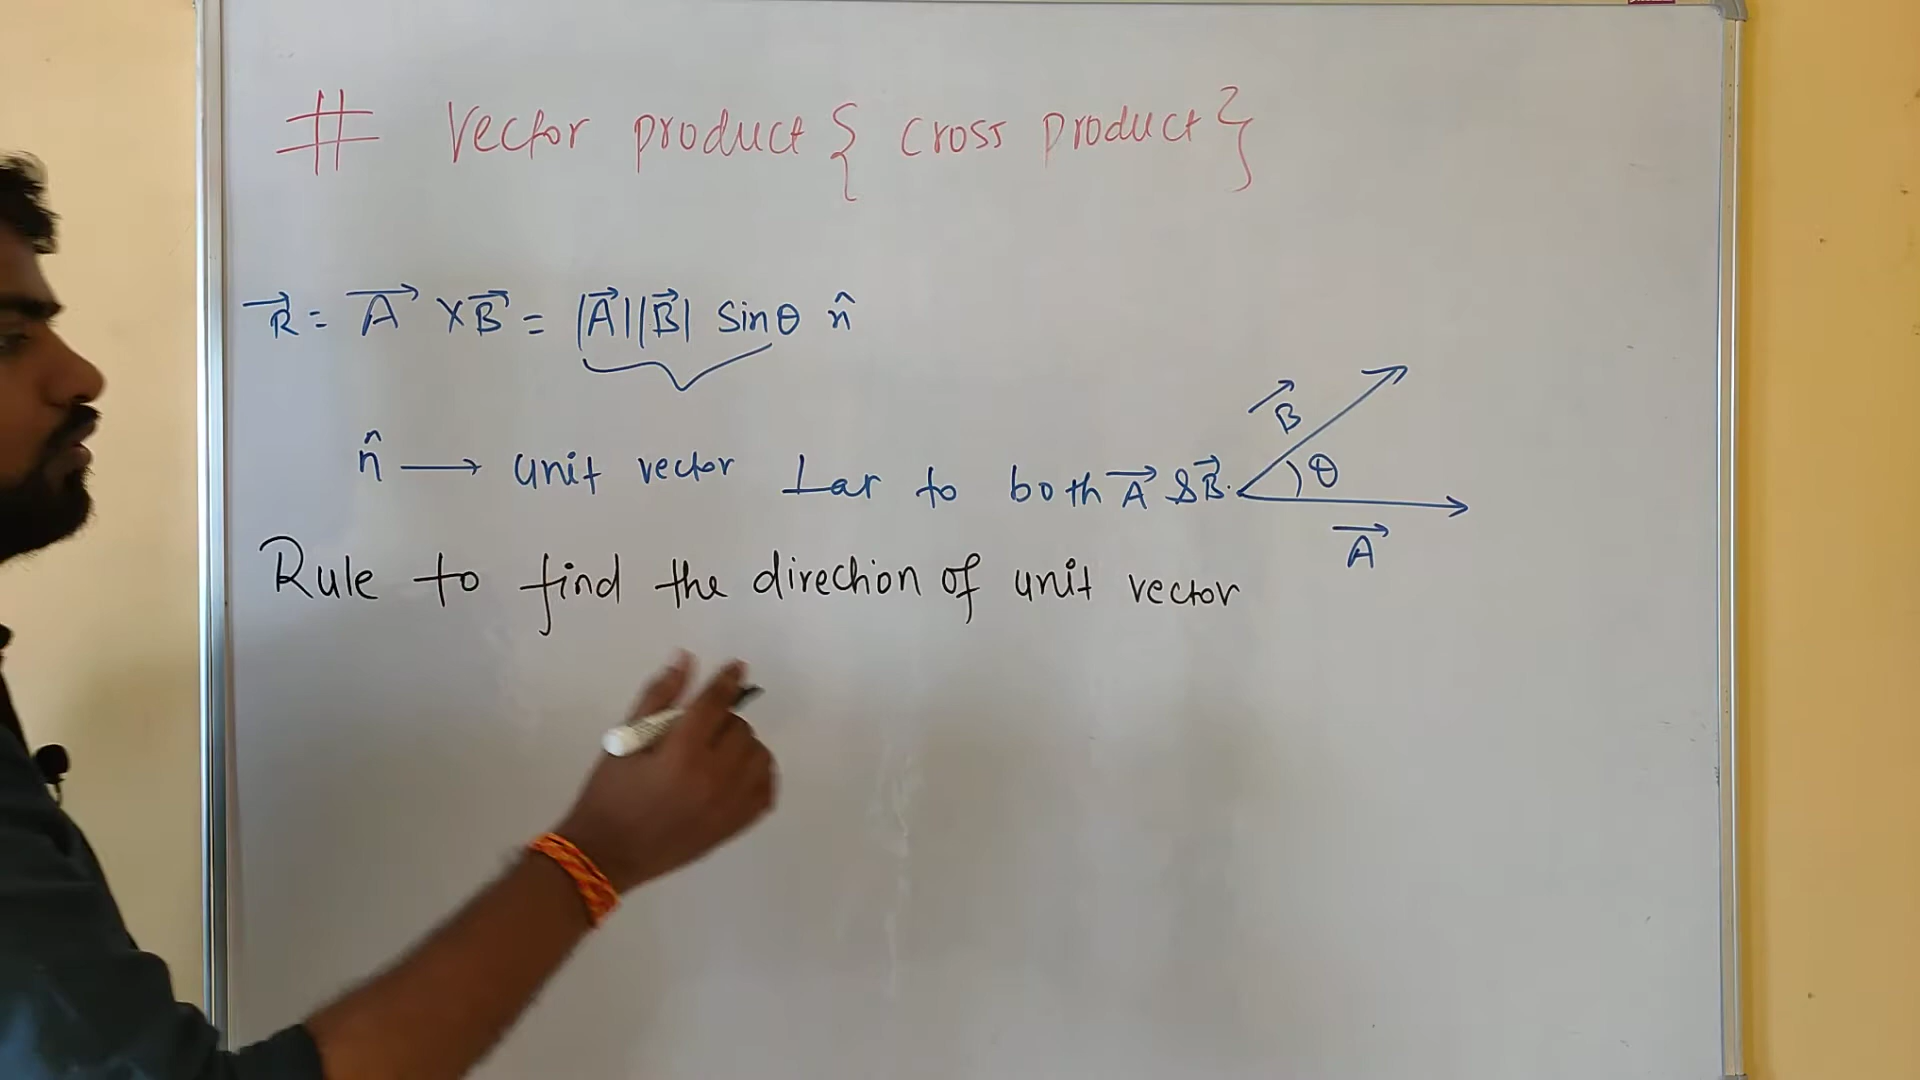 # Vector product { cross product }
R⃗ = A⃗ × B⃗ = |A⃗||B⃗| Sinθ n̂
n̂ → unit vector ⊥ar to both A⃗ & B⃗.
B⃗
θ
A⃗
Rule to find the direction of unit vector